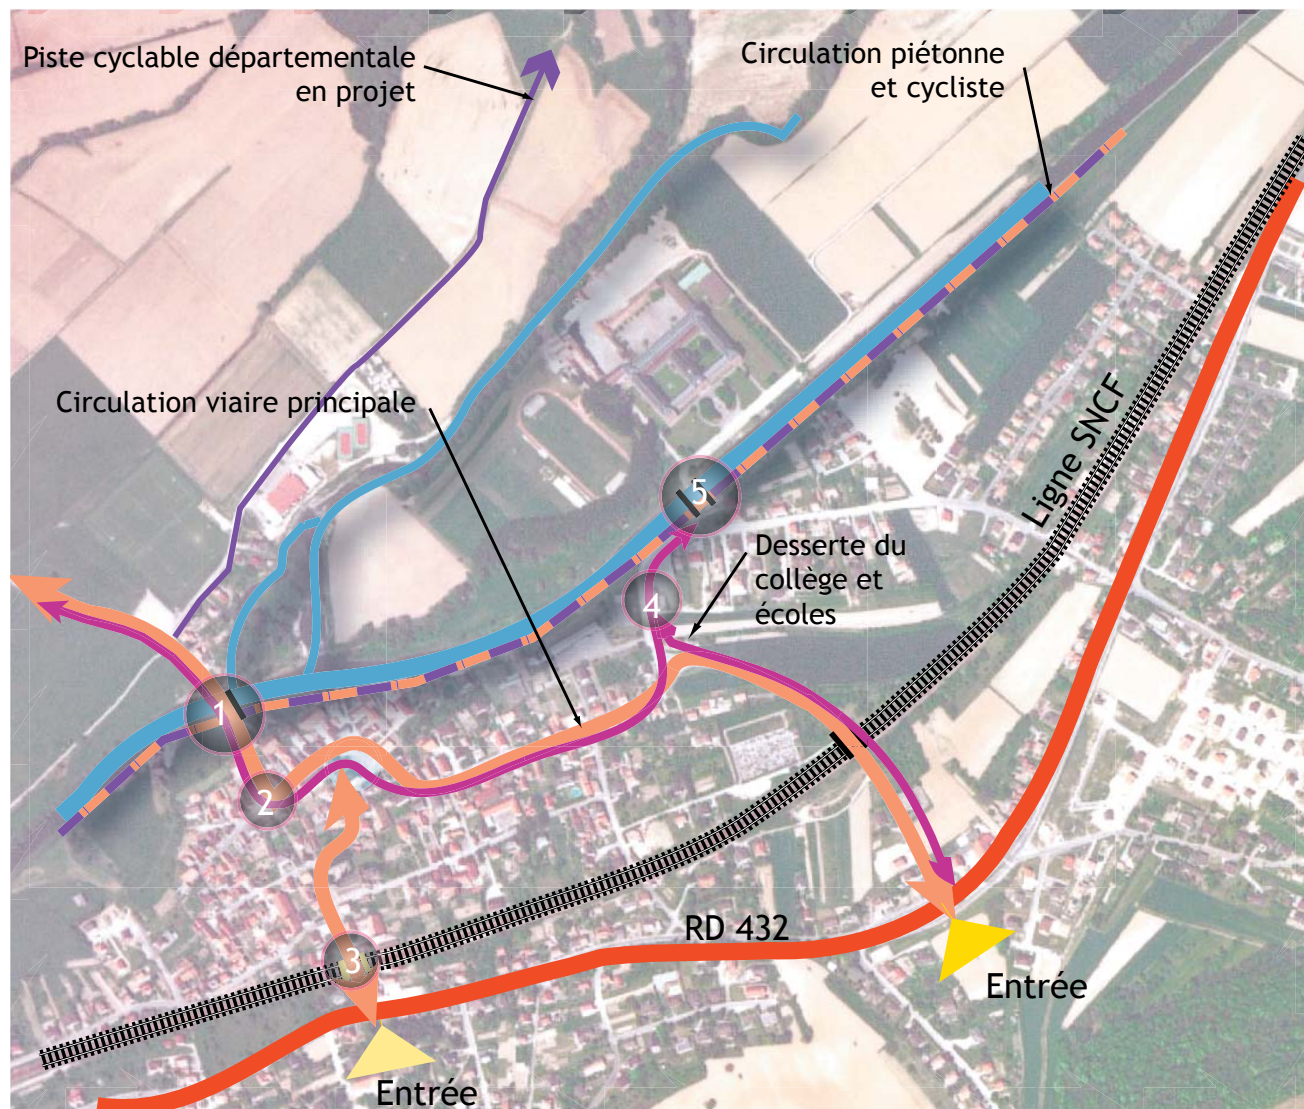 Piste cyclable départementale
en projet
Circulation piétonne
et cycliste
Circulation viaire principale
Ligne SNCF
5
Desserte du
collège et
écoles
4
1
2
3
RD 432
Entrée
Entrée